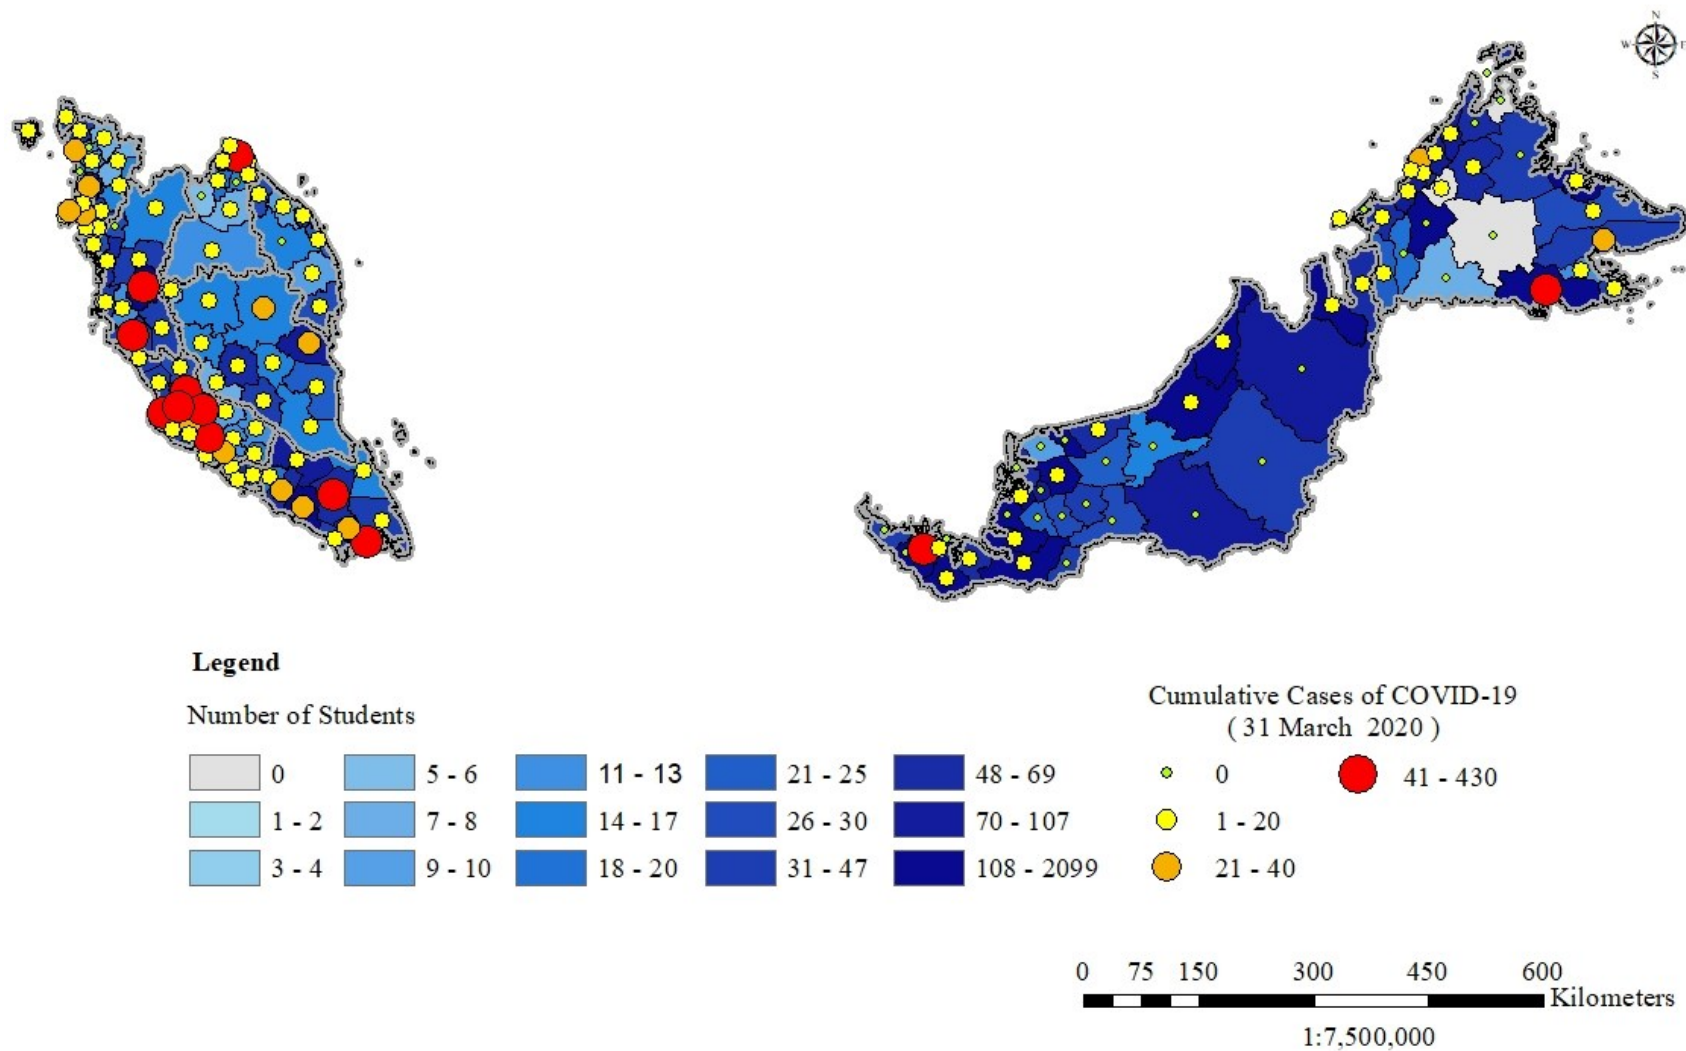 N
W E
S
Legend
Number of Students
0
5 - 6
11 - 13
21 - 25
48 - 69
1 - 2
7 - 8
14 - 17
26 - 30
70 - 107
3 - 4
9 - 10
18 - 20
31 - 47
108 - 2099
Cumulative Cases of COVID-19
( 31 March 2020 )
0
41 - 430
1 - 20
21 - 40
0 75 150 300 450 600
Kilometers
1:7,500,000